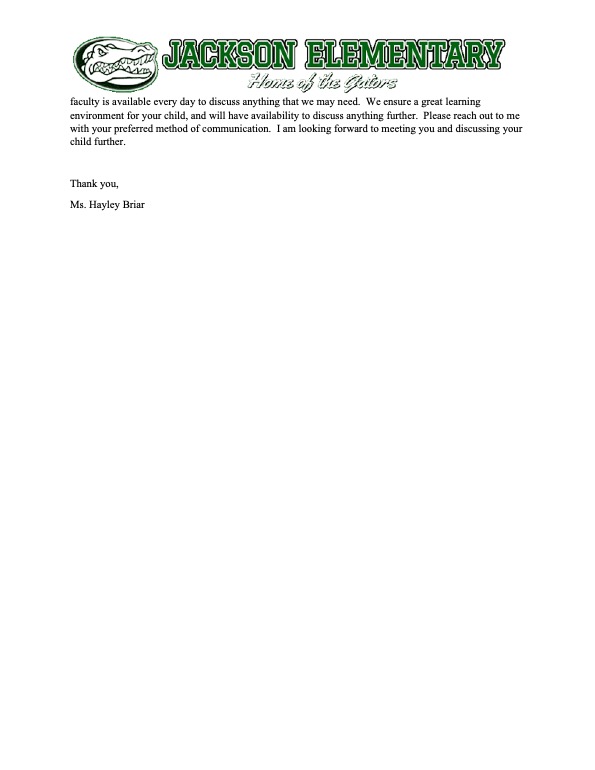 JACKSON ELEMENTARY
Home of the Gators
faculty is available every day to discuss anything that we may need.  We ensure a great learning
environment for your child, and will have availability to discuss anything further.  Please reach out to me
with your preferred method of communication.  I am looking forward to meeting you and discussing your
child further.
Thank you,
Ms. Hayley Briar